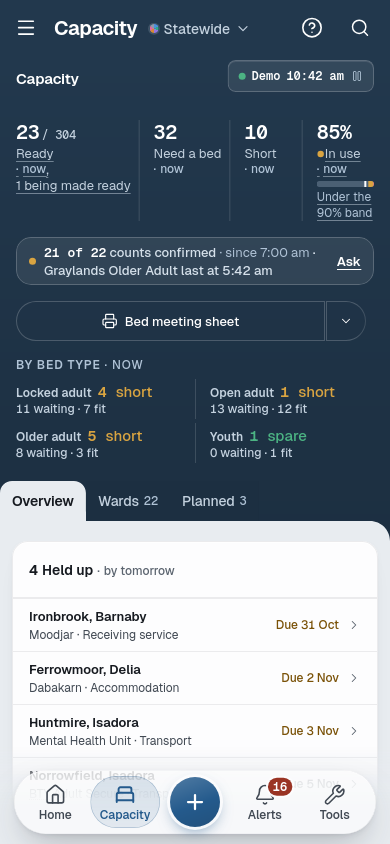 Capacity
Statewide
Capacity
Demo 10:42 am
23 / 304
Ready
· now,
1 being made ready
32
Need a bed
· now
10
Short
· now
85%
In use
· now
Under the
90% band
21 of 22 counts confirmed · since 7:00 am ·
Graylands Older Adult last at 5:42 am
Ask
Bed meeting sheet
BY BED TYPE · NOW
Locked adult 4 short
11 waiting · 7 fit
Open adult 1 short
13 waiting · 12 fit
Older adult 5 short
8 waiting · 3 fit
Youth 1 spare
0 waiting · 1 fit
Overview
Wards 22
Planned 3
4 Held up · by tomorrow
Ironbrook, Barnaby
Moodjar · Receiving service
Due 31 Oct
Ferrowmoor, Delia
Dabakarn · Accommodation
Due 2 Nov
Huntmire, Isadora
Mental Health Unit · Transport
Due 3 Nov
Norrowfield, Isadora
Due 5 Nov
Home
Capacity
16
Alerts
Tools